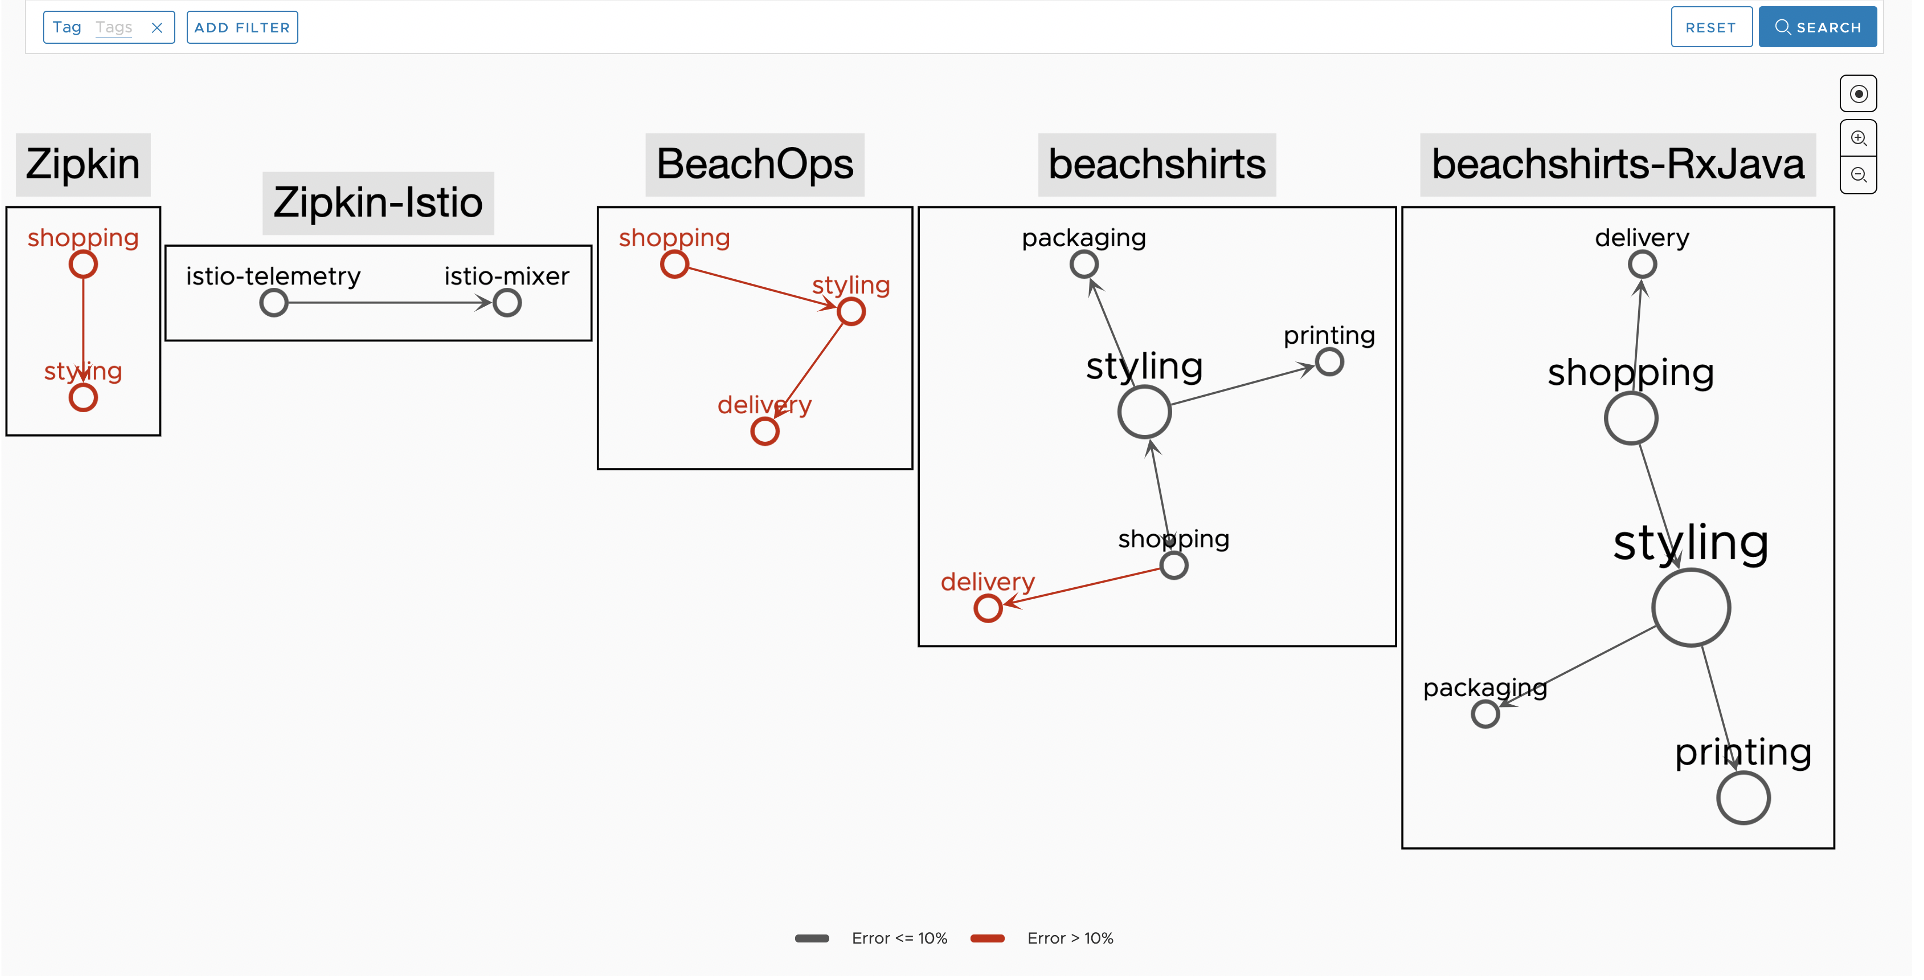 Tag Tags
ADD FILTER
RESET
SEARCH
Zipkin
shopping
styling
Zipkin-Istio
istio-telemetry
istio-mixer
BeachOps
shopping
styling
delivery
beachshirts
packaging
printing
styling
shopping
delivery
beachshirts-RxJava
delivery
shopping
styling
packaging
printing
Error <= 10%
Error > 10%